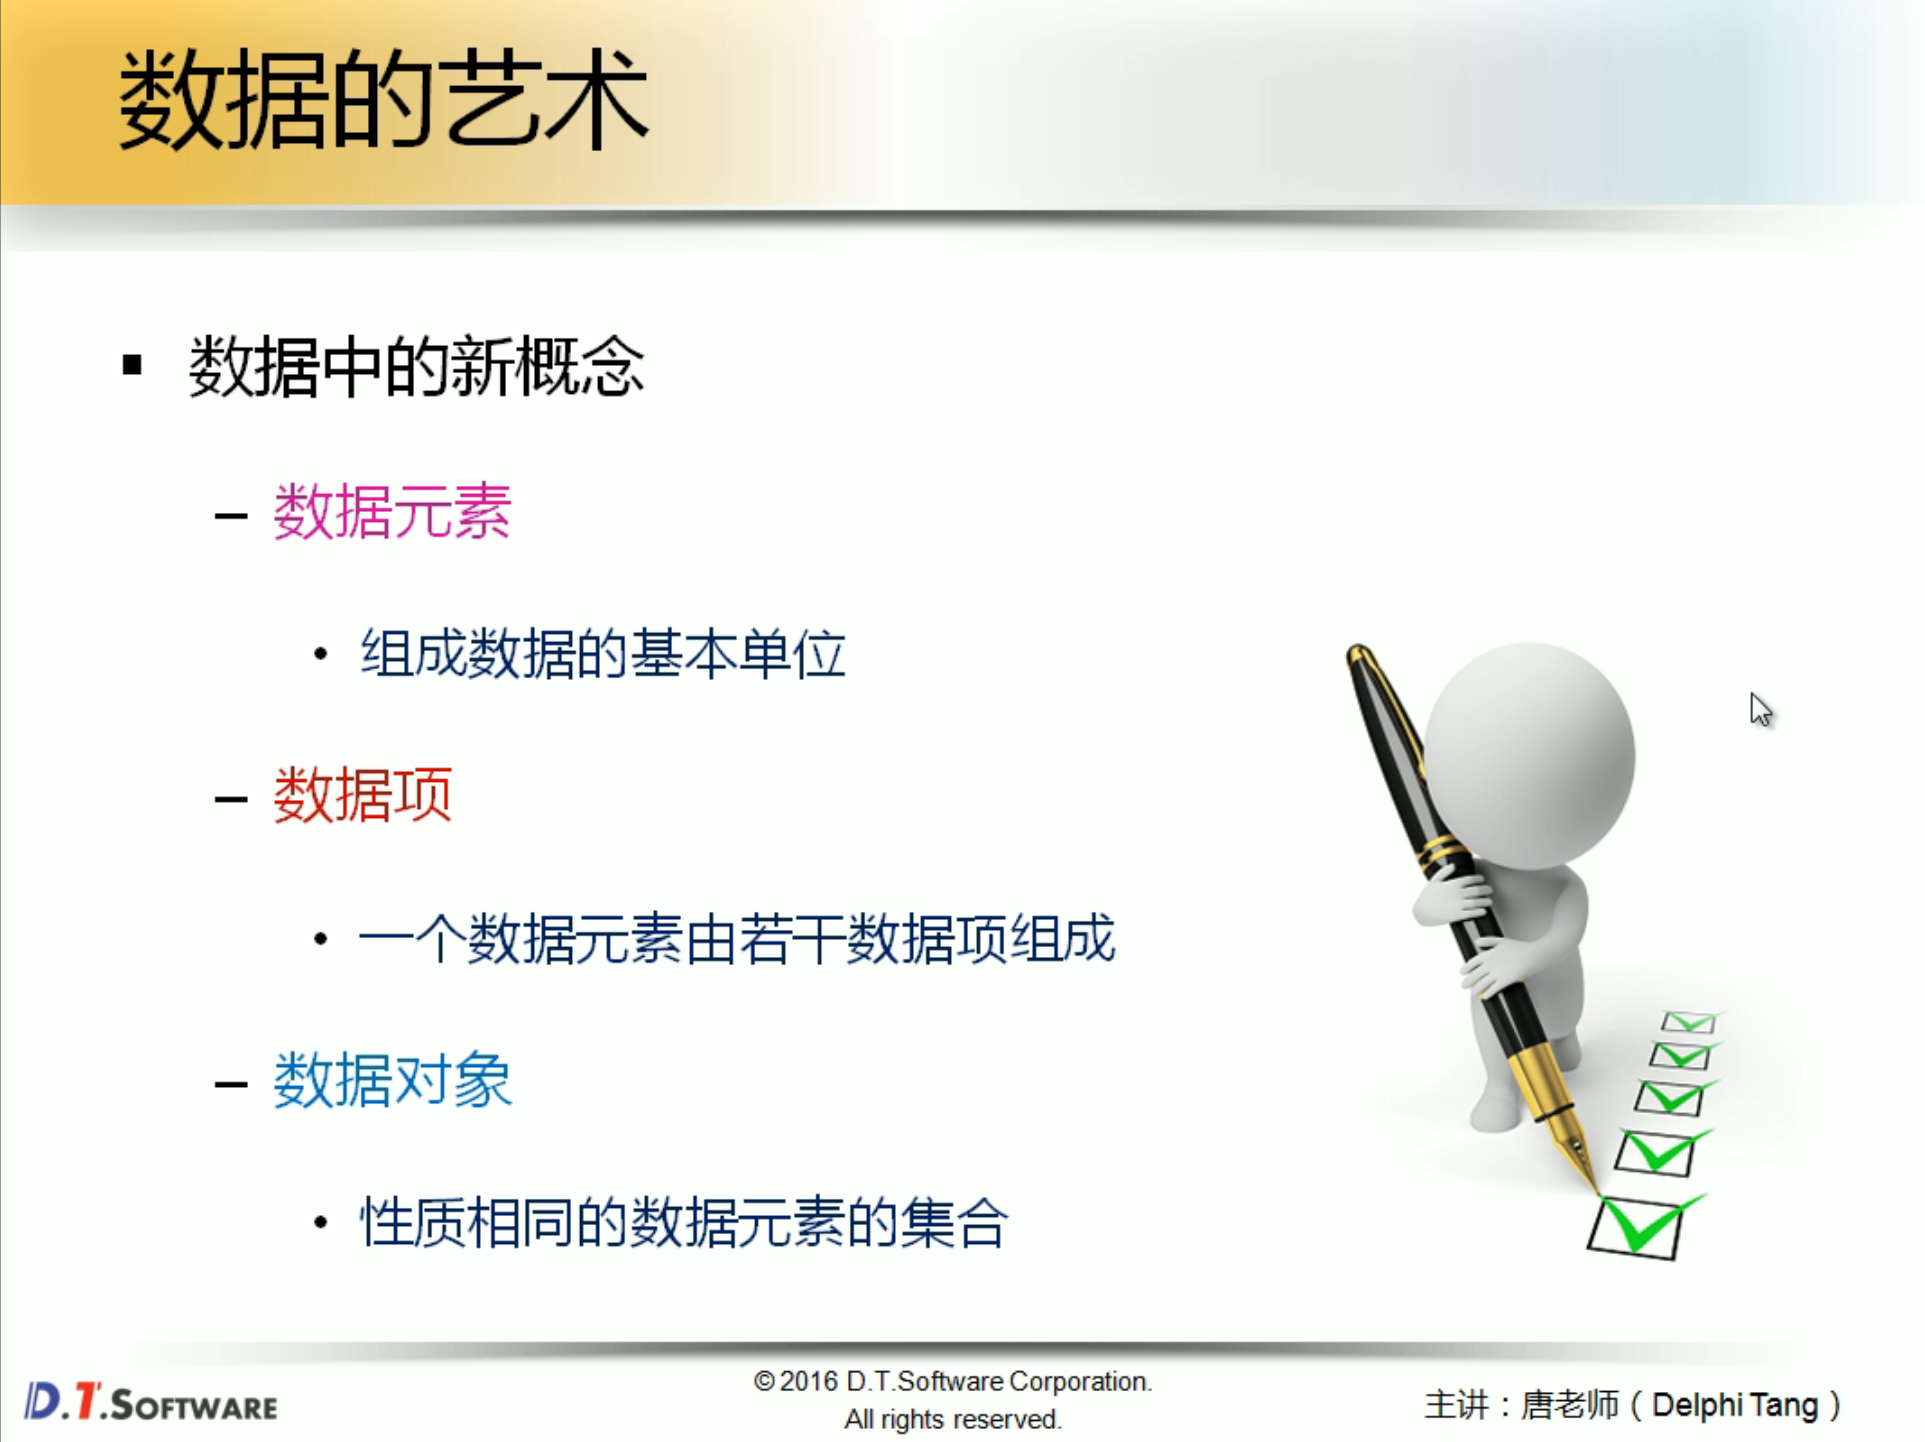 数据的艺术
▪ 数据中的新概念
– 数据元素
• 组成数据的基本单位
– 数据项
• 一个数据元素由若干数据项组成
– 数据对象
• 性质相同的数据元素的集合
D.T.SOFTWARE
© 2016 D.T.Software Corporation.
All rights reserved.
主讲：唐老师（Delphi Tang）